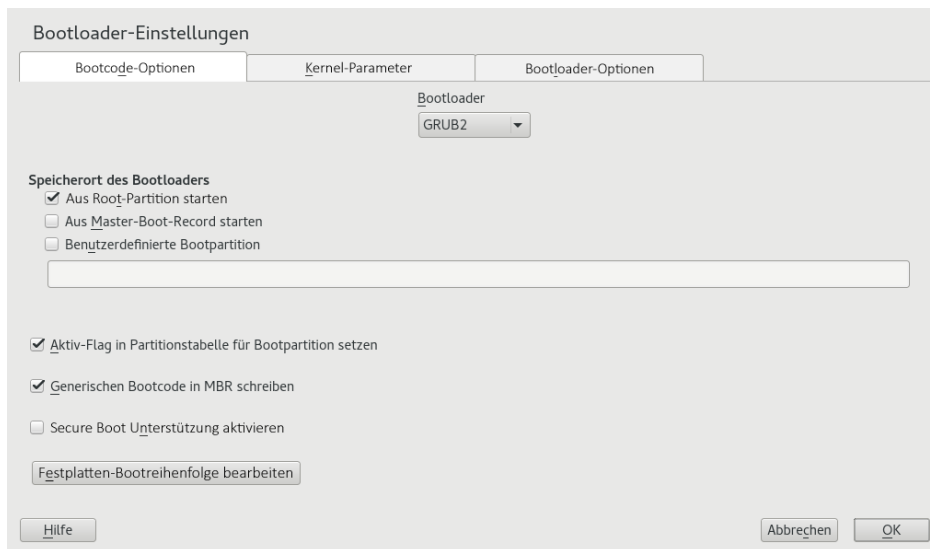 Bootloader-Einstellungen
Bootcode-Optionen
Kernel-Parameter
Bootloader-Optionen
Bootloader
GRUB2
Speicherort des Bootloaders
Aus Root-Partition starten
Aus Master-Boot-Record starten
Benutzerdefinierte Bootpartition
Aktiv-Flag in Partitionstabelle für Bootpartition setzen
Generischen Bootcode in MBR schreiben
Secure Boot Unterstützung aktivieren
Festplatten-Bootreihenfolge bearbeiten
Hilfe
Abbrechen
OK